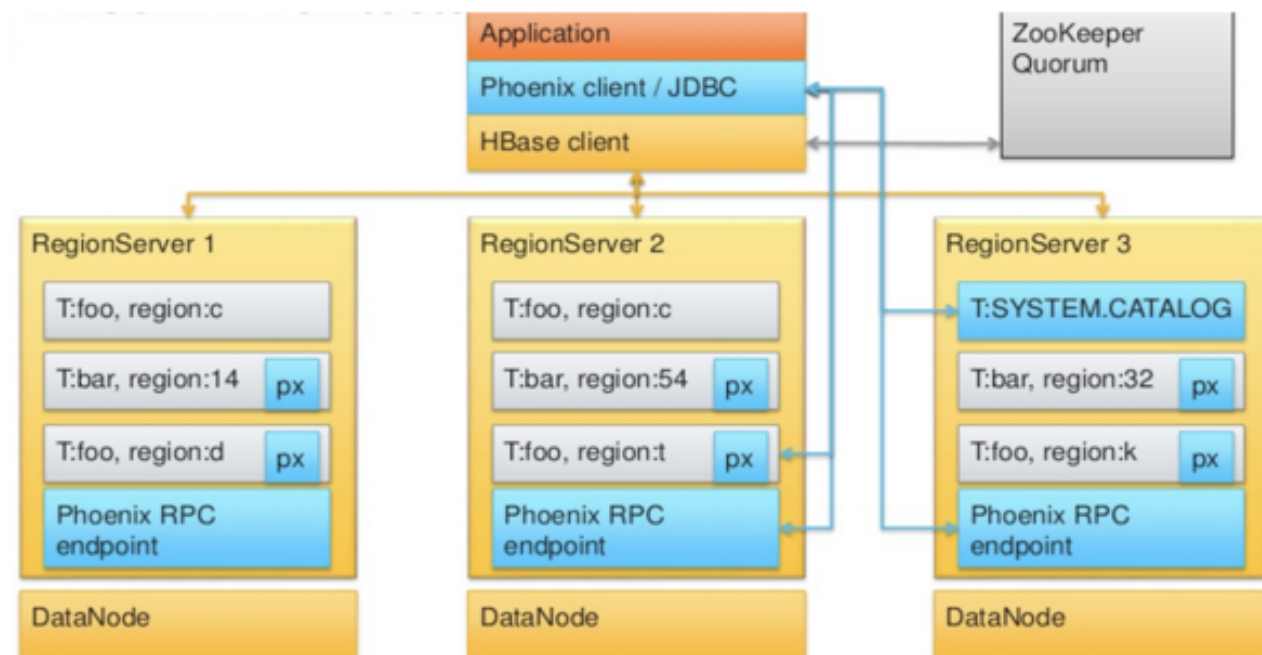 Application
Phoenix client / JDBC
HBase client
ZooKeeper
Quorum
RegionServer 1
T:foo, region:c
T:bar, region:14
px
T:foo, region:d
px
Phoenix RPC
endpoint
DataNode
RegionServer 2
T:foo, region:c
T:bar, region:54
px
T:foo, region:t
px
Phoenix RPC
endpoint
DataNode
RegionServer 3
T:SYSTEM.CATALOG
T:bar, region:32
px
T:foo, region:k
px
Phoenix RPC
endpoint
DataNode